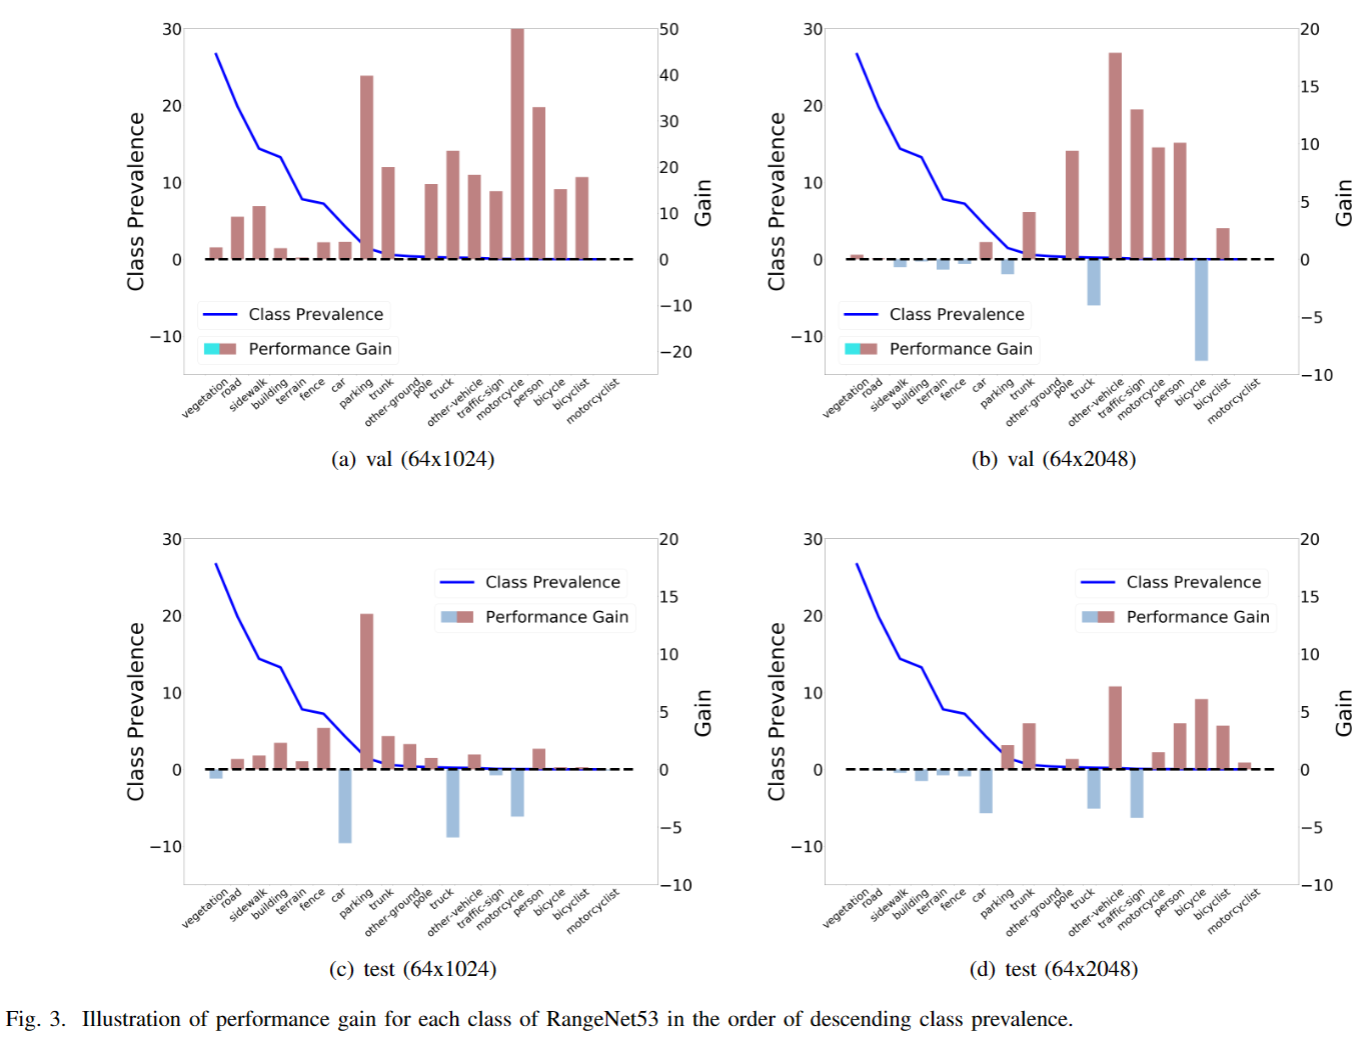 30
20
10
0
−10
Class Prevalence
50
40
30
20
10
0
−10
−20
Gain
Class Prevalence
Performance Gain
vegetation
road
sidewalk
building
terrain
fence
car
parking
trunk
other-ground
pole
truck
other-vehicle
traffic-sign
motorcycle
person
bicycle
bicyclist
motorcyclist
(a) val (64x1024)
30
20
10
0
−10
Class Prevalence
20
15
10
5
0
−5
−10
Gain
Class Prevalence
Performance Gain
vegetation
road
sidewalk
building
terrain
fence
car
parking
trunk
other-ground
pole
truck
other-vehicle
traffic-sign
motorcycle
person
bicycle
bicyclist
motorcyclist
(b) val (64x2048)
30
20
10
0
−10
Class Prevalence
20
15
10
5
0
−5
−10
Gain
Class Prevalence
Performance Gain
vegetation
road
sidewalk
building
terrain
fence
car
parking
trunk
other-ground
pole
truck
other-vehicle
traffic-sign
motorcycle
person
bicycle
bicyclist
motorcyclist
(c) test (64x1024)
30
20
10
0
−10
Class Prevalence
20
15
10
5
0
−5
−10
Gain
Class Prevalence
Performance Gain
vegetation
road
sidewalk
building
terrain
fence
car
parking
trunk
other-ground
pole
truck
other-vehicle
traffic-sign
motorcycle
person
bicycle
bicyclist
motorcyclist
(d) test (64x2048)
Fig. 3. Illustration of performance gain for each class of RangeNet53 in the order of descending class prevalence.